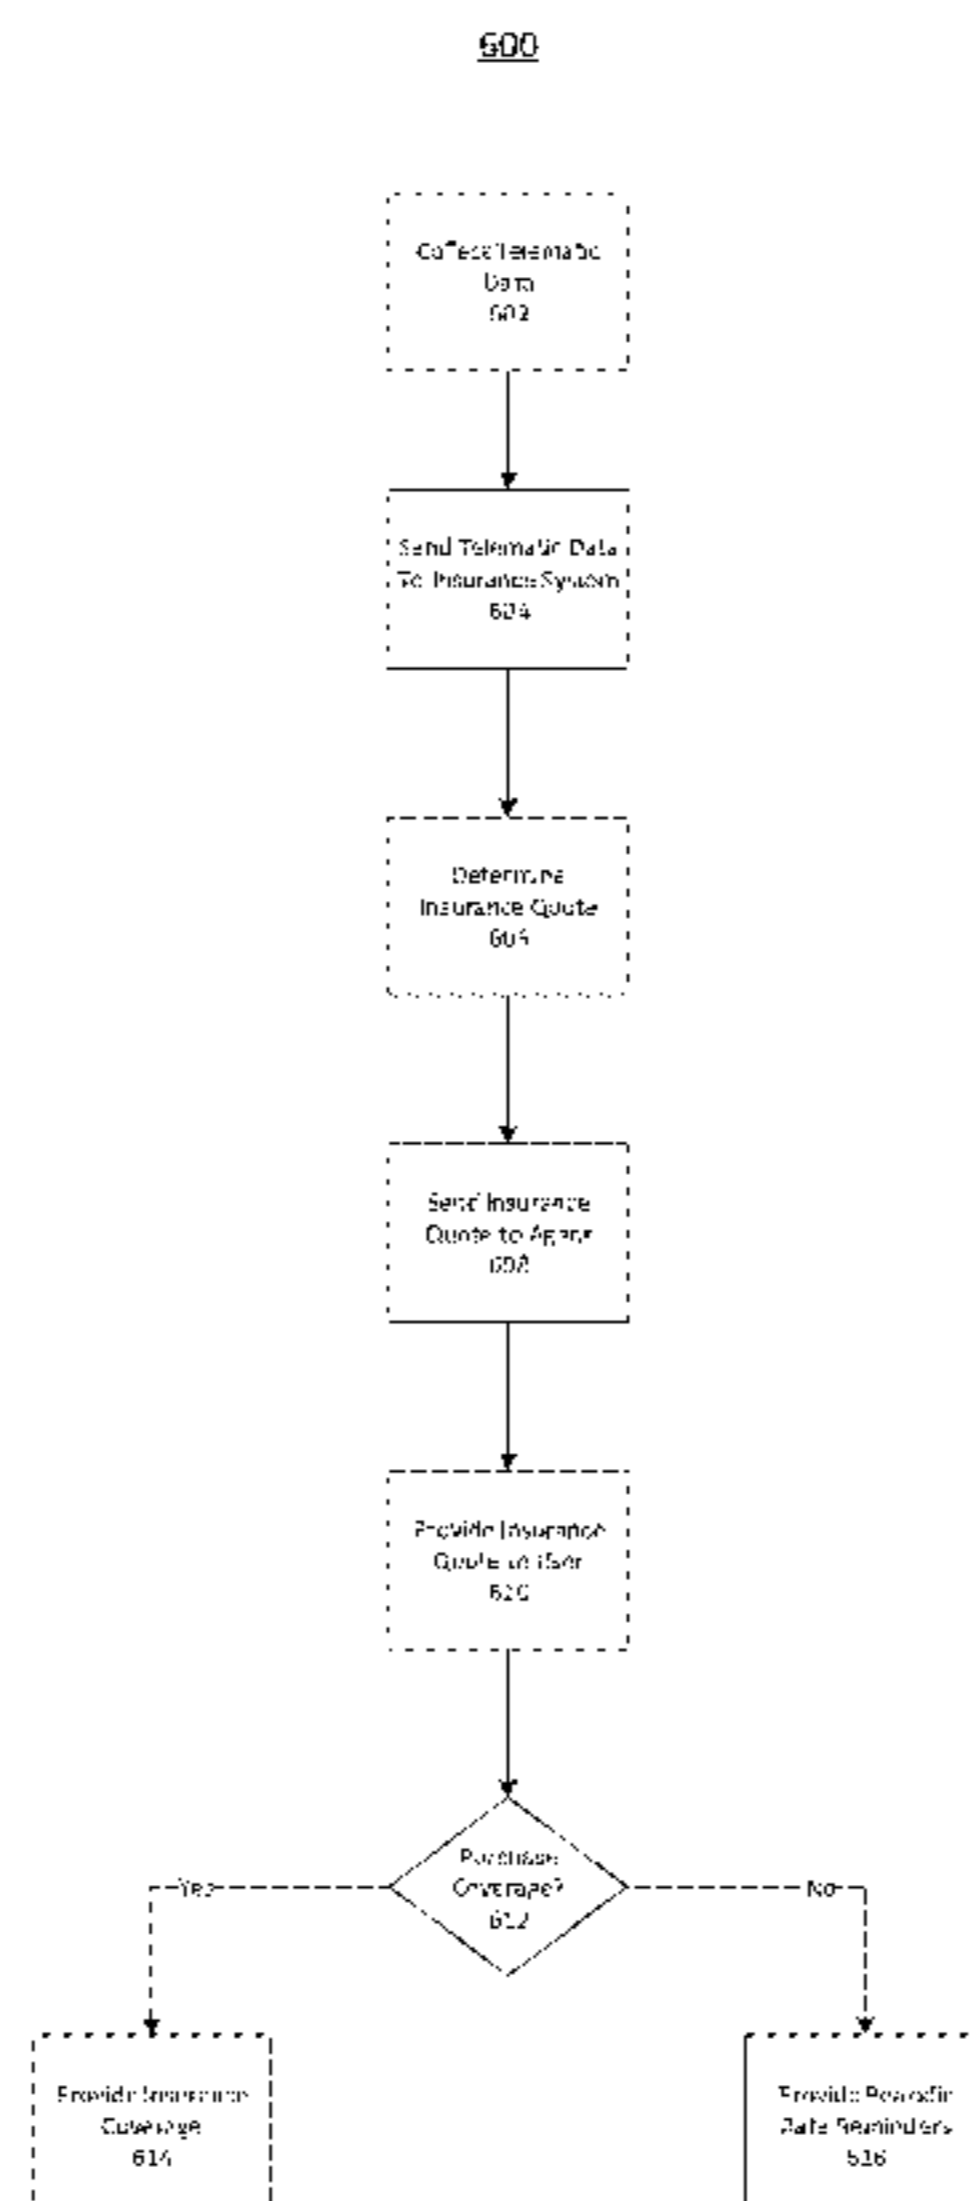 600
Collect Telematic
Data
602
Send Telematic Data
To Insurance System
604
Determine
Insurance Quote
606
Send Insurance
Quote to Agent
608
Provide Insurance
Quote to User
610
Purchase
Coverage?
612
Yes
No
Provide Insurance
Coverage
614
Provide Periodic
Rate Reminders
616